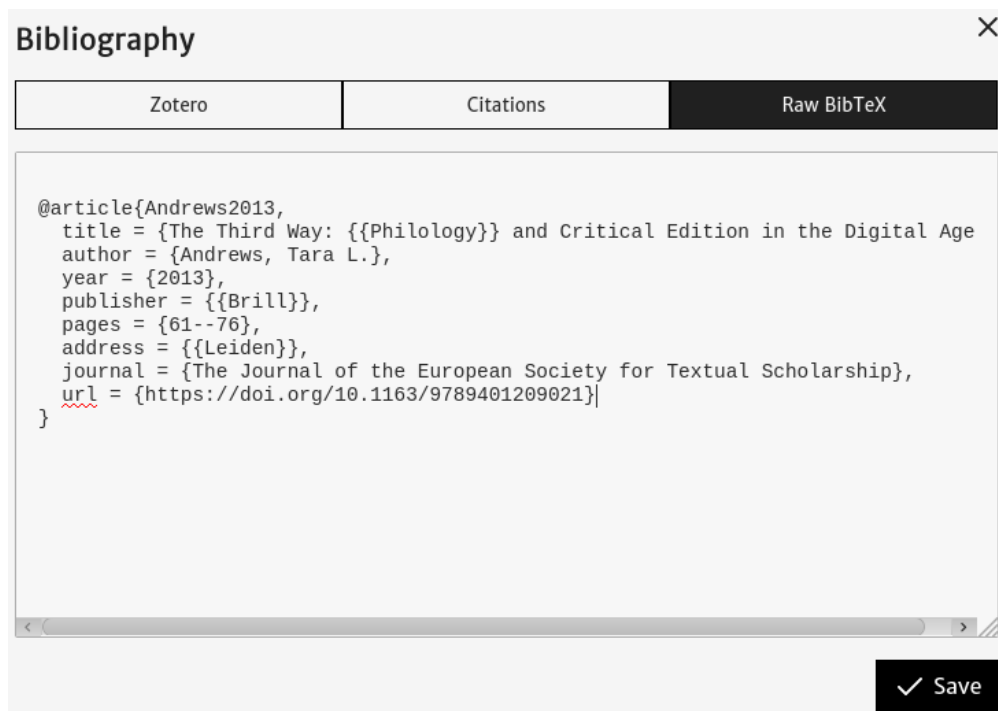 Bibliography
Zotero
Citations
Raw BibTeX
@article{Andrews2013,
title = {The Third Way: {{Philology}} and Critical Edition in the Digital Age
author = {Andrews, Tara L.},
year = {2013},
publisher = {{Brill}},
pages = {61--76},
address = {{Leiden}},
journal = {The Journal of the European Society for Textual Scholarship},
url = {https://doi.org/10.1163/9789401209021}
}
Save